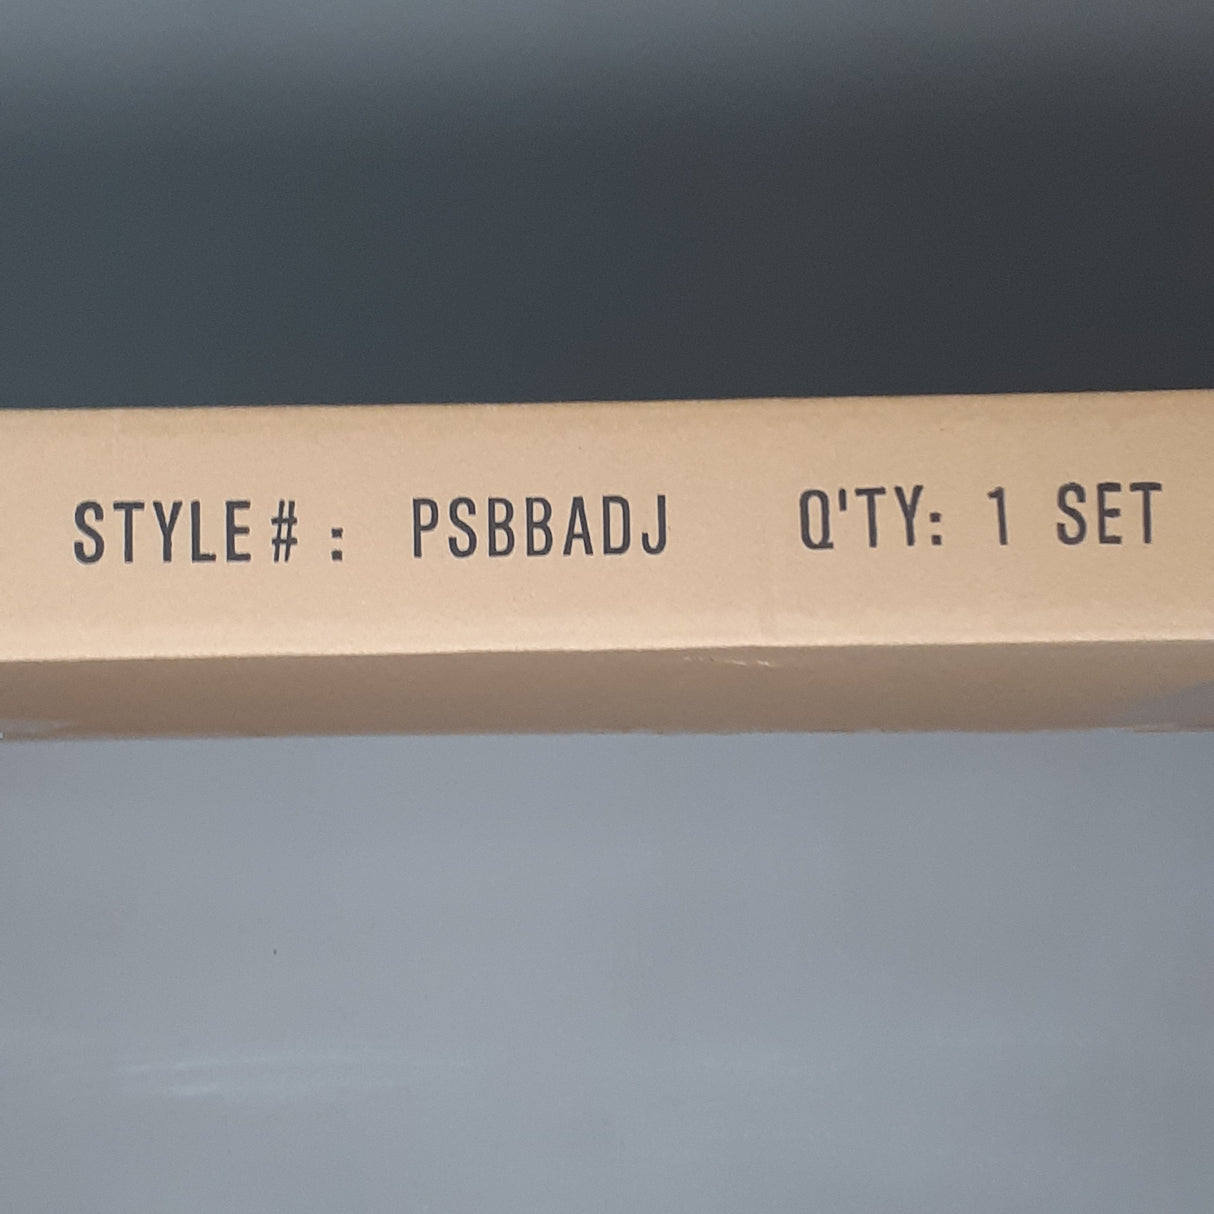 STYLE# : PSBBADJ Q'TY: 1 SET